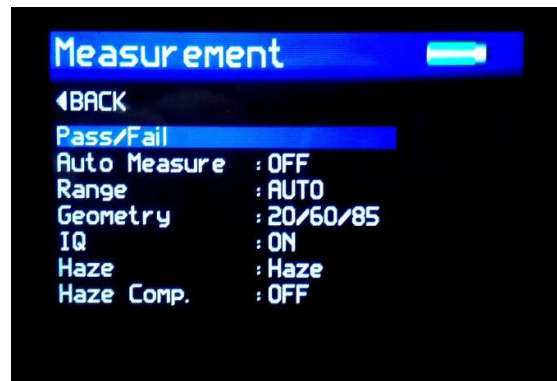 Measurement
◀BACK
Pass/Fail
Auto Measure : OFF
Range : AUTO
Geometry : 20/60/85
IQ : ON
Haze : Haze
Haze Comp. : OFF